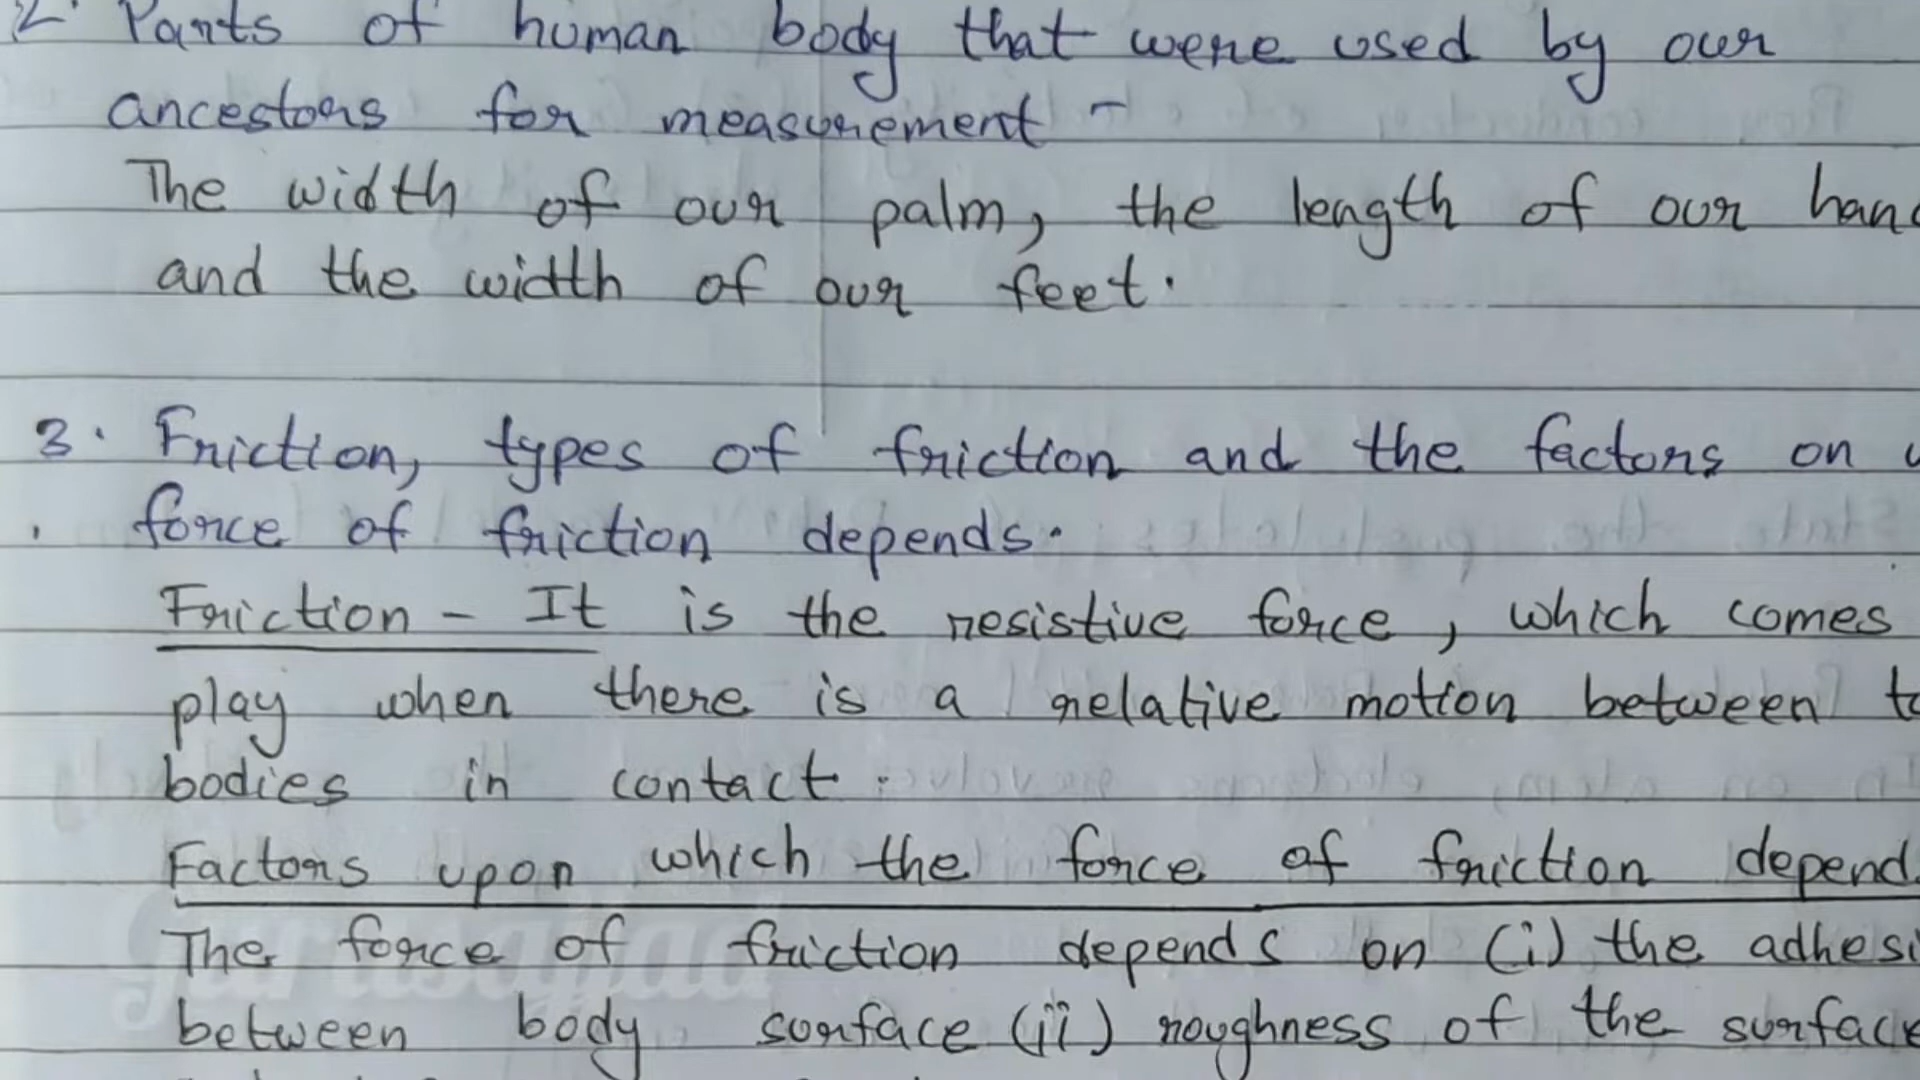 2. Parts of human body that were used by our
ancestors for measurement -
The width of our palm, the length of our
and the width of our feet.
3. Friction, types of friction and the factors on
force of friction depends.
Friction - It is the resistive force, which comes
play when there is a relative motion between
bodies in contact.
Factors upon which the force of friction depend
The force of friction depends on (i) the
between body surface (ii) roughness of the surface